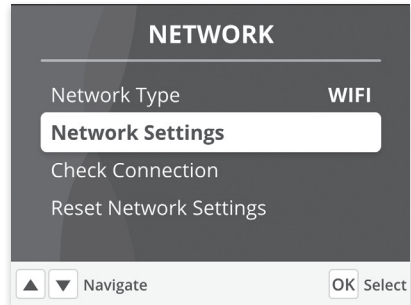 NETWORK
Network Type WIFI
Network Settings
Check Connection
Reset Network Settings
▲ ▼ Navigate OK Select